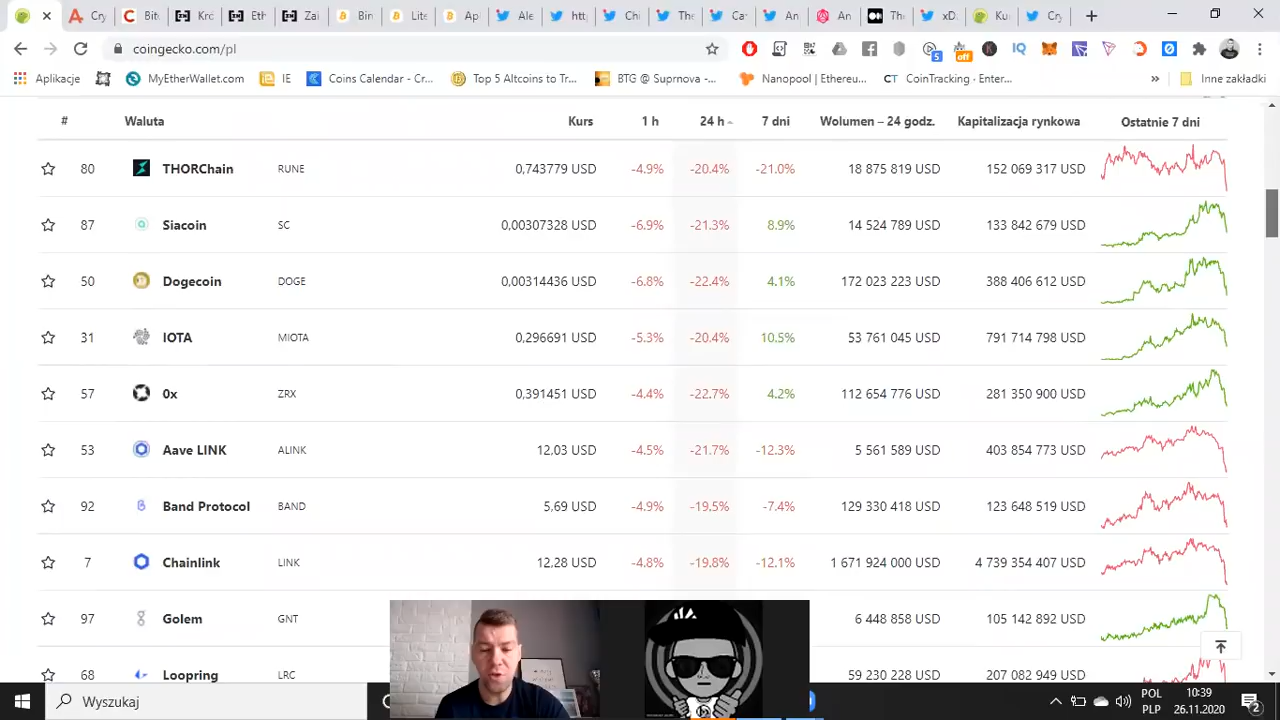 Cry
Bit
Krc
Eth
Zai
Bin
Lite
Ap
Ale
htt
Chi
The
Ca
An
An
The
xD
Ku
Cry
coingecko.com/pl
5
off
IQ
Aplikacje
MyEtherWallet.com
IE
Coins Calendar - Cr...
Top 5 Altcoins to Tr...
BTG @ Suprnova -...
Nanopool | Ethereu...
CT CoinTracking · Enter...
»
Inne zakładki
# Waluta Kurs 1 h 24 h 7 dni Wolumen – 24 godz. Kapitalizacja rynkowa Ostatnie 7 dni
80 THORChain RUNE 0,743779 USD -4.9% -20.4% -21.0% 18 875 819 USD 152 069 317 USD
87 Siacoin SC 0,00307328 USD -6.9% -21.3% 8.9% 14 524 789 USD 133 842 679 USD
50 Dogecoin DOGE 0,00314436 USD -6.8% -22.4% 4.1% 172 023 223 USD 388 406 612 USD
31 IOTA MIOTA 0,296691 USD -5.3% -20.4% 10.5% 53 761 045 USD 791 714 798 USD
57 0x ZRX 0,391451 USD -4.4% -22.7% 4.2% 112 654 776 USD 281 350 900 USD
53 Aave LINK ALINK 12.03 USD -4.5% -21.7% -12.3% 5 561 589 USD 403 854 773 USD
92 Band Protocol BAND 5.69 USD -4.9% -19.5% -7.4% 129 330 418 USD 123 648 519 USD
7 Chainlink LINK 12,28 USD -4.8% -19.8% -12.1% 1 671 924 000 USD 4 739 354 407 USD
97 Golem GNT 6 448 858 USD 105 142 892 USD
68 Loopring LRC 59 230 228 USD 207 082 949 USD
Wyszukaj
POL
PLP
10:39
26.11.2020
2